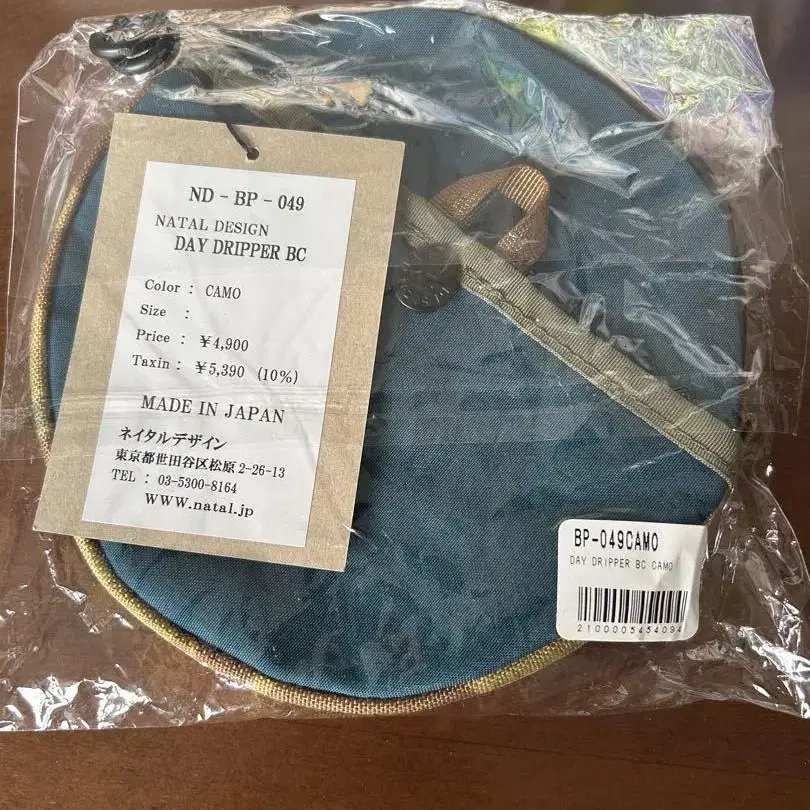 ND - BP - 049
NATAL DESIGN
DAY DRIPPER BC
Color : CAMO
Size :
Price : ￥4,900
Taxin : ￥5,390 (10%)
MADE IN JAPAN
ネイタルデザイン
東京都世田谷区松原2-26-13
TEL : 03-5300-8164
WWW.natal.jp
BP-049CAMO
DAY DRIPPER BC CAMO
2100005454094